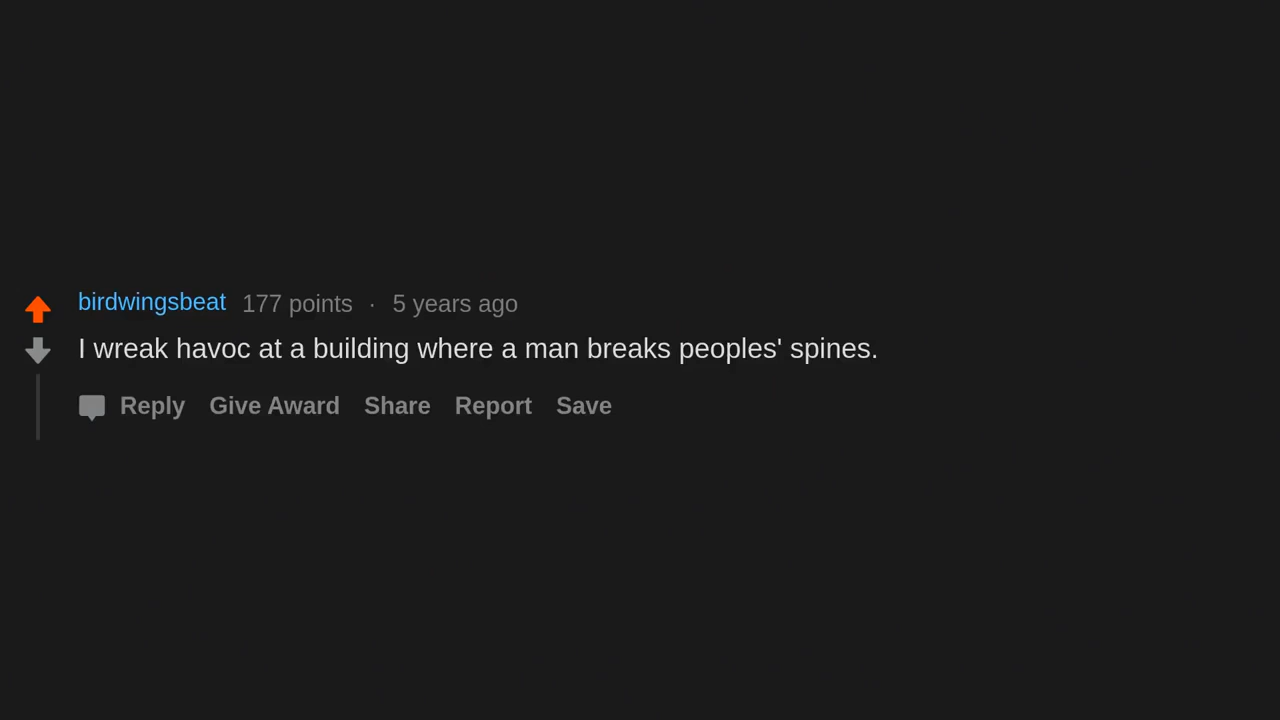 birdwingsbeat 177 points · 5 years ago
I wreak havoc at a building where a man breaks peoples' spines.
Reply Give Award Share Report Save